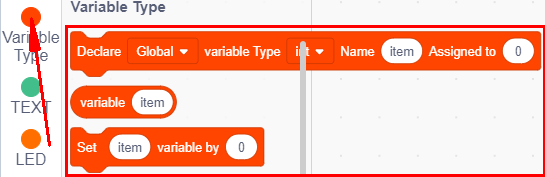 Variable Type
Variable
Type
TEXT
LED
Declare Global variable Type int Name item Assigned to 0
variable item
Set item variable by 0